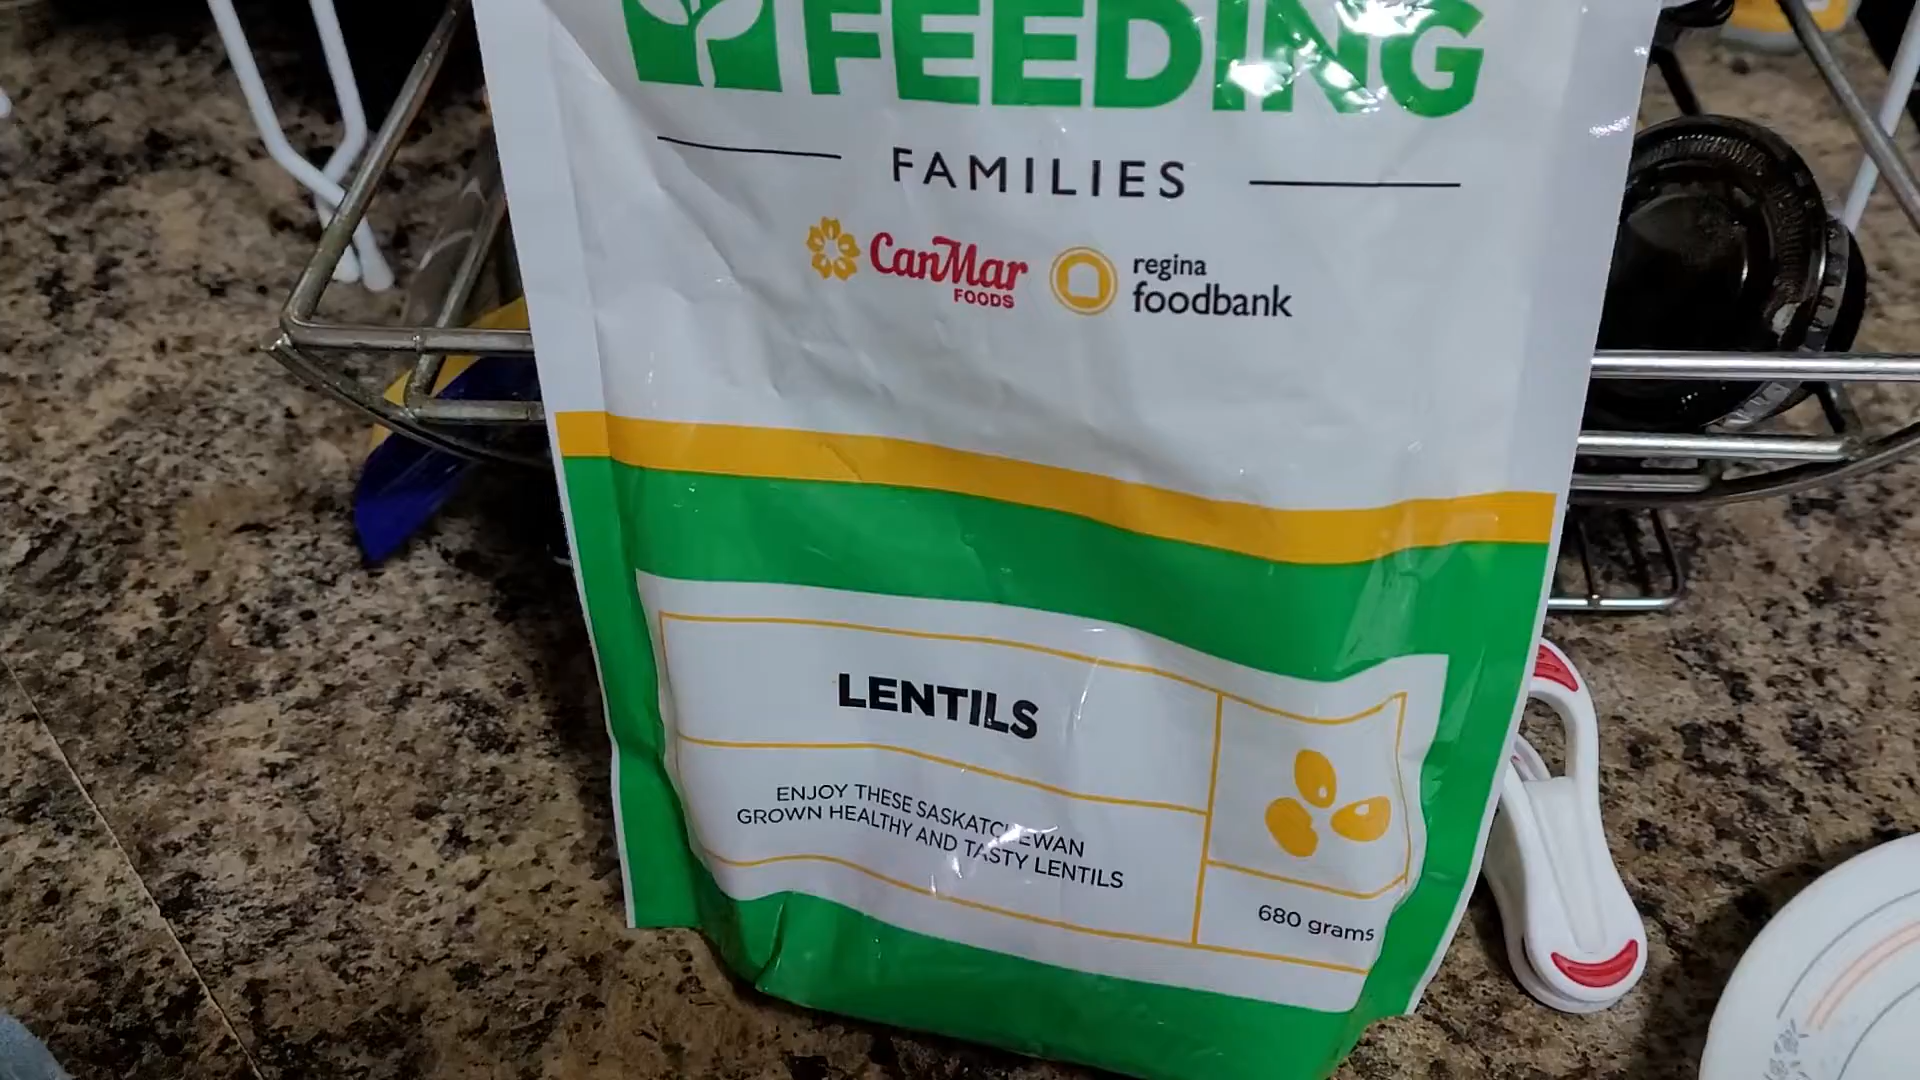 FEEDING
FAMILIES
CanMar
FOODS
regina
foodbank
LENTILS
ENJOY THESE SASKATCHEWAN
GROWN HEALTHY AND TASTY LENTILS
680 grams